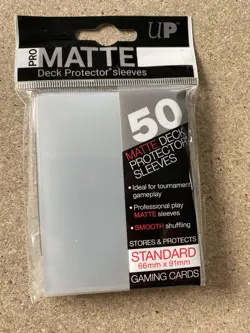 UP
PRO
MATTE
Deck Protector® sleeves
50
MATTE DECK
PROTECTOR
SLEEVES
• Ideal for tournament
gameplay
• Professional play
MATTE sleeves
• SMOOTH shuffling
STORES & PROTECTS
STANDARD
66mm x 91mm
GAMING CARDS